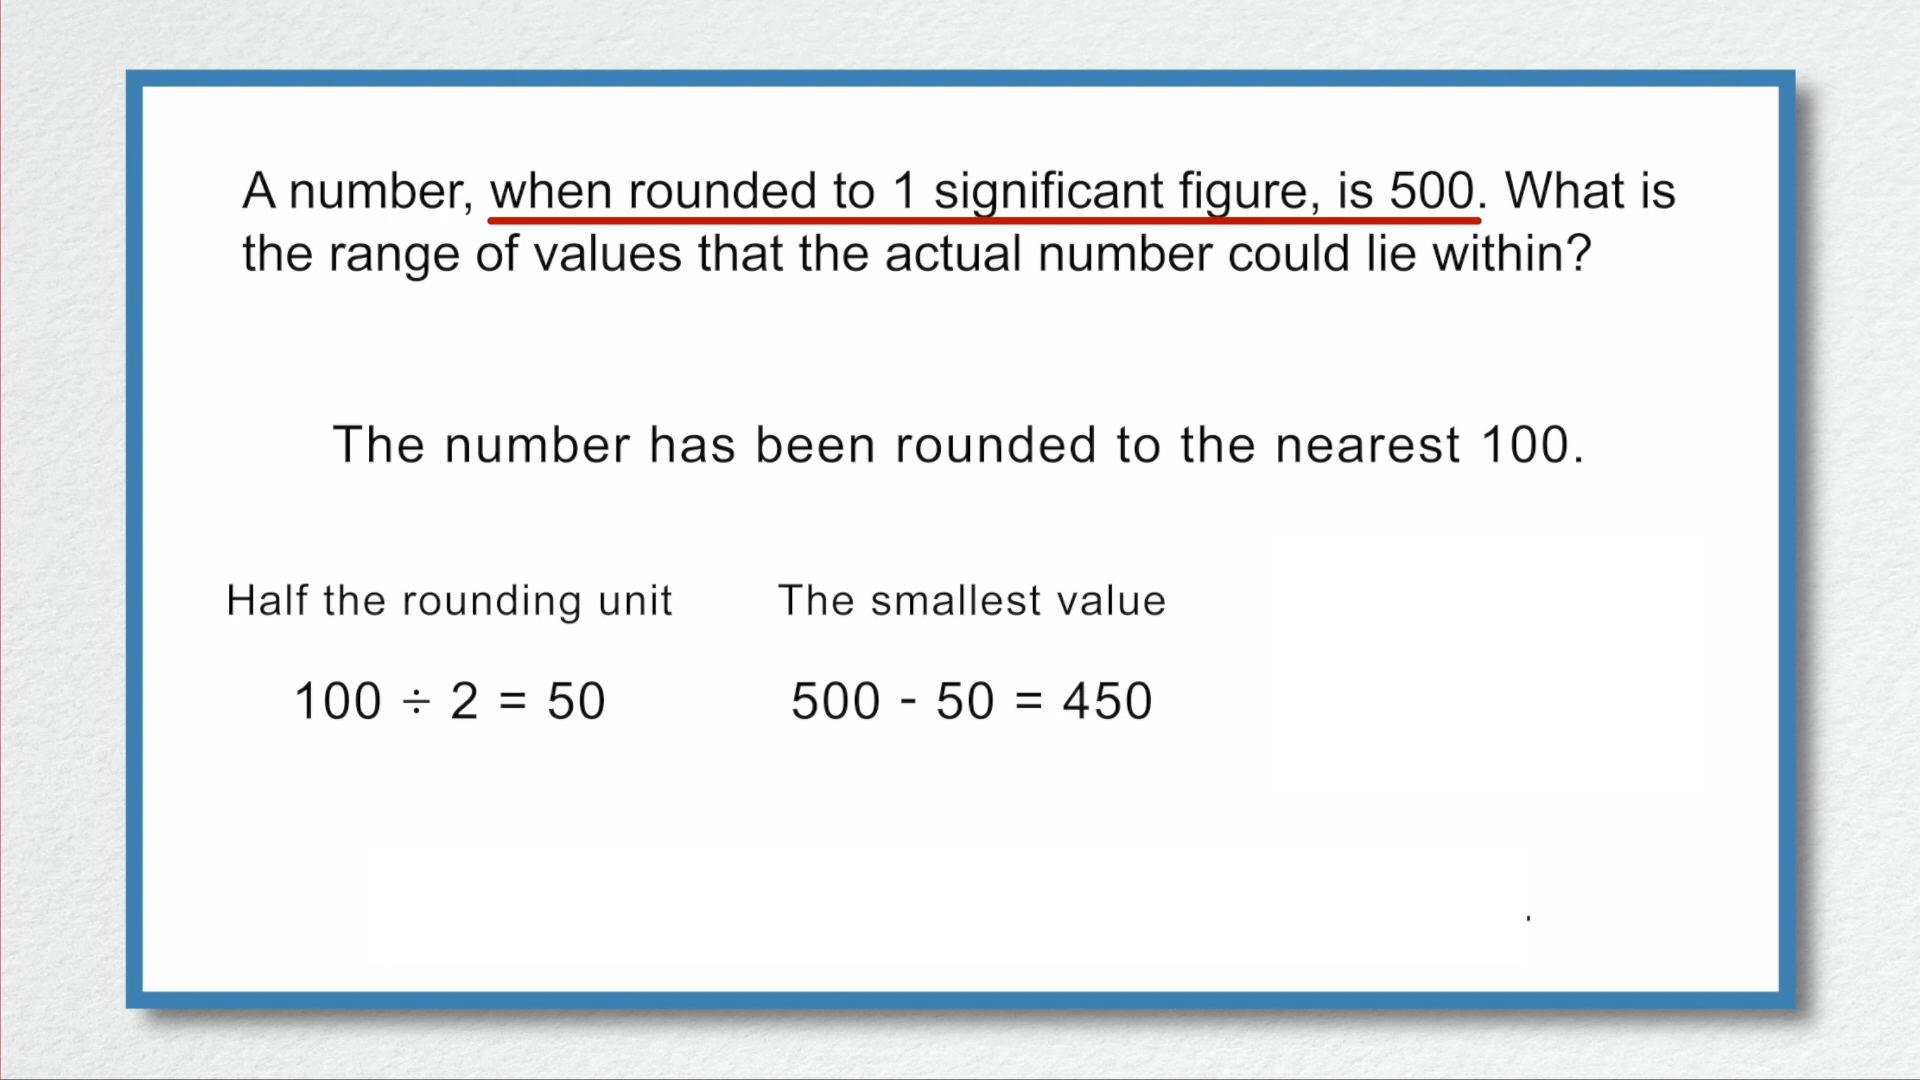 A number, when rounded to 1 significant figure, is 500. What is
the range of values that the actual number could lie within?
The number has been rounded to the nearest 100.
Half the rounding unit
The smallest value
100 ÷ 2 = 50
500 - 50 = 450
.